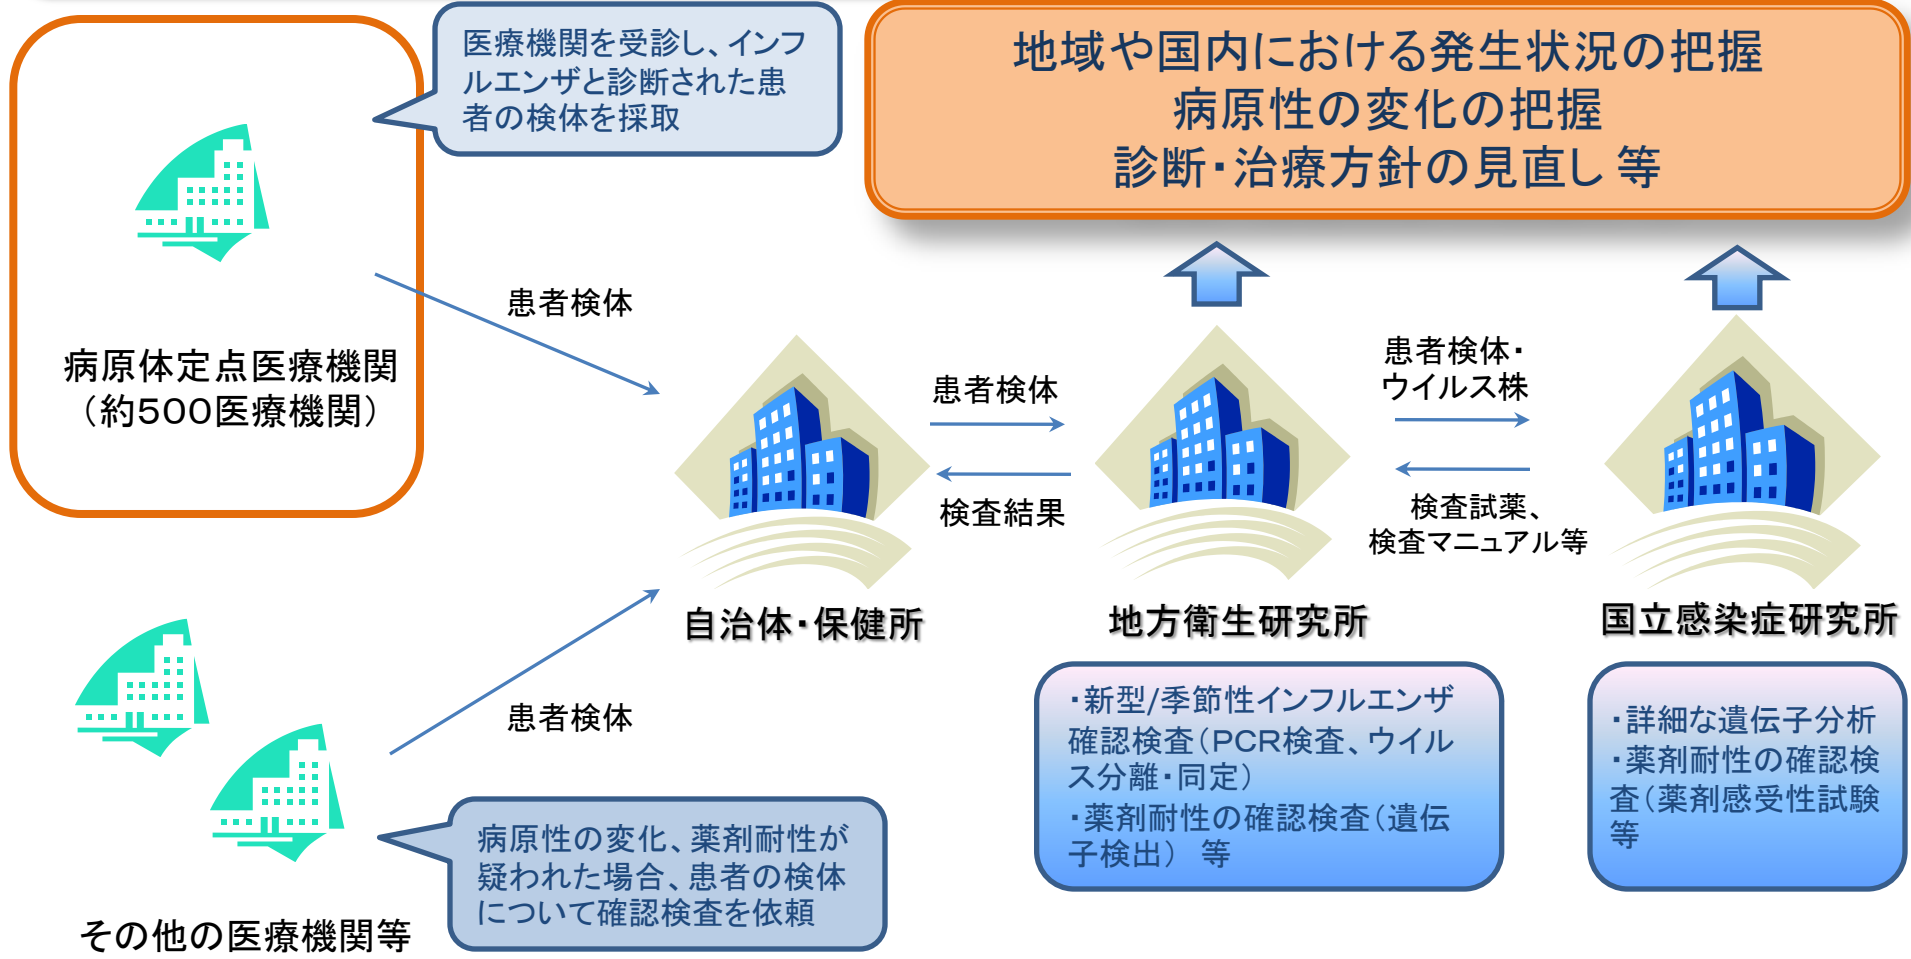 医療機関を受診し、インフ
ルエンザと診断された患
者の検体を採取
地域や国内における発生状況の把握
病原性の変化の把握
診断・治療方針の見直し 等
患者検体
病原体定点医療機関
（約500医療機関）
患者検体
検査結果
患者検体・
ウイルス株
検査試薬、
検査マニュアル等
自治体・保健所
地方衛生研究所
国立感染症研究所
患者検体
・新型/季節性インフルエンザ
確認検査（PCR検査、ウイル
ス分離・同定）
・薬剤耐性の確認検査（遺伝
子検出） 等
・詳細な遺伝子分析
・薬剤耐性の確認検
査（薬剤感受性試験
等
病原性の変化、薬剤耐性が
疑われた場合、患者の検体
について確認検査を依頼
その他の医療機関等